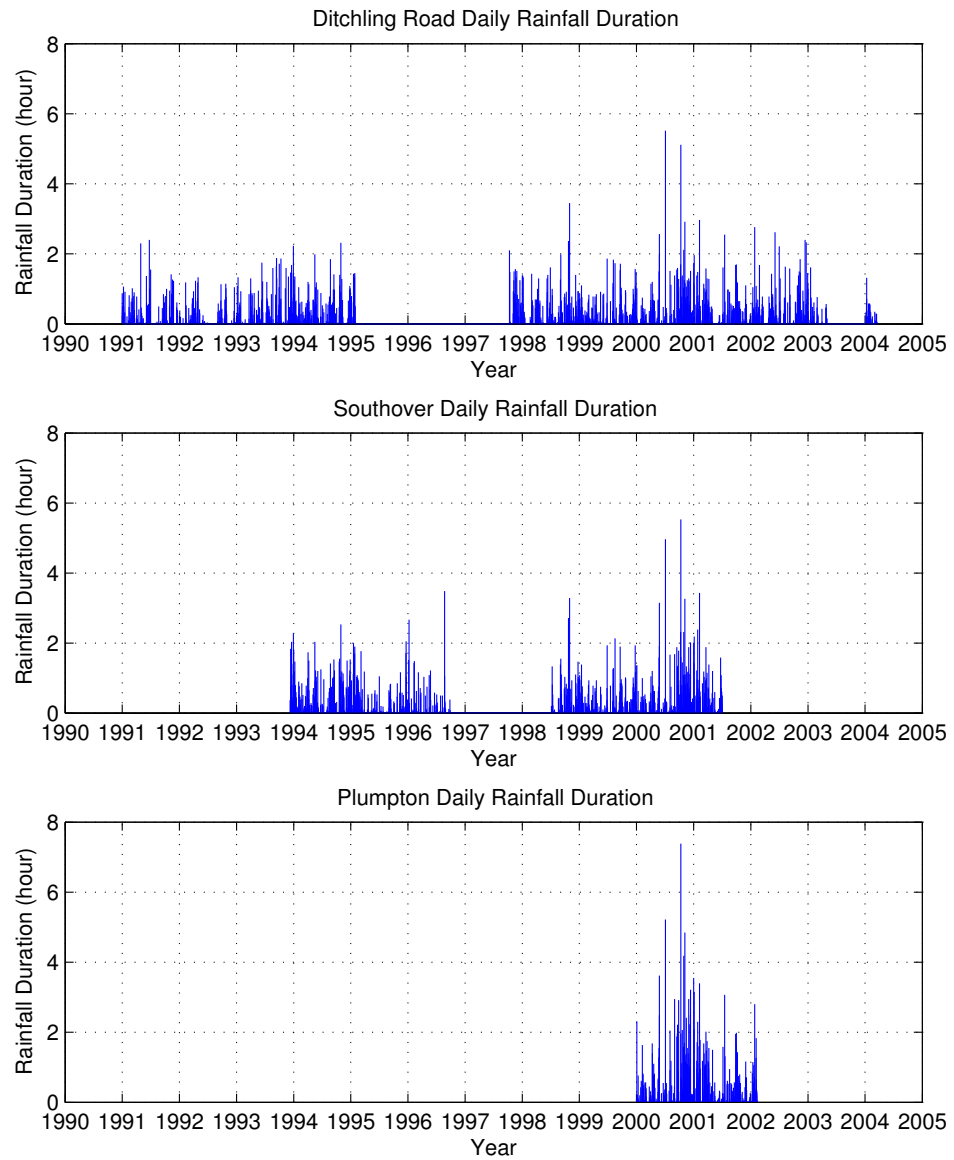 Ditchling Road Daily Rainfall Duration
Rainfall Duration (hour)
8
6
4
2
0
1990 1991 1992 1993 1994 1995 1996 1997 1998 1999 2000 2001 2002 2003 2004 2005
Year
Southover Daily Rainfall Duration
Rainfall Duration (hour)
8
6
4
2
0
1990 1991 1992 1993 1994 1995 1996 1997 1998 1999 2000 2001 2002 2003 2004 2005
Year
Plumpton Daily Rainfall Duration
Rainfall Duration (hour)
8
6
4
2
0
1990 1991 1992 1993 1994 1995 1996 1997 1998 1999 2000 2001 2002 2003 2004 2005
Year